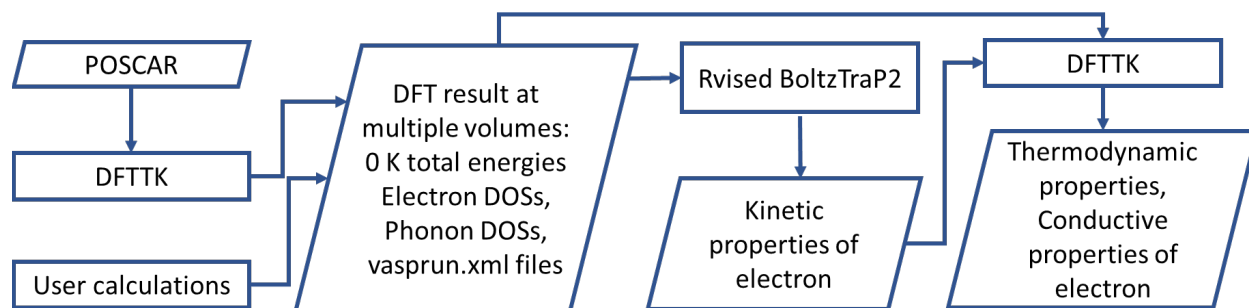 POSCAR
DFTTK
User calculations
DFT result at
multiple volumes:
0 K total energies
Electron DOSs,
Phonon DOSs,
vasprun.xml files
Rvised BoltzTraP2
Kinetic
properties of
electron
DFTTK
Thermodynamic
properties,
Conductive
properties of
electron